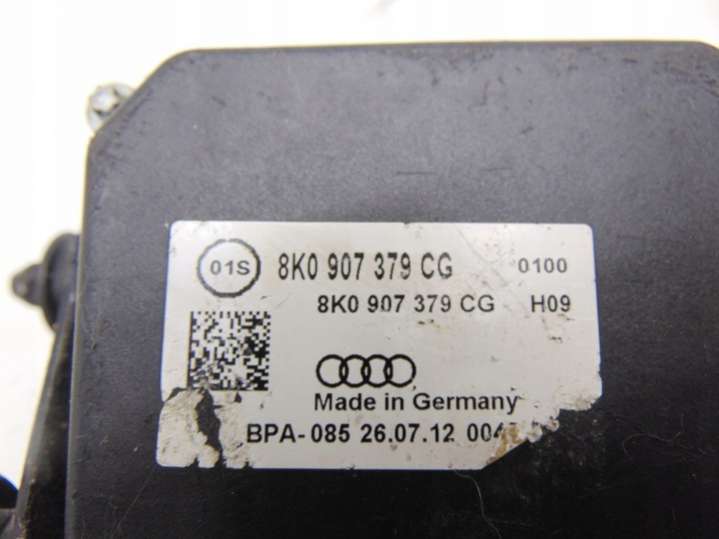 01S 8K0 907 379 CG 0100
8K0 907 379 CG H09
Made in Germany
BPA-085 26.07.12